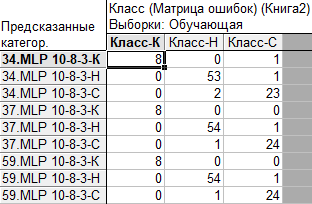 Класс (Матрица ошибок) (Книга2)
Выборки: Обучающая
Предсказанные
категор.
Класс-К Класс-Н Класс-С
34.MLP 10-8-3-К 8 0 1
34.MLP 10-8-3-Н 0 53 1
34.MLP 10-8-3-С 0 2 23
37.MLP 10-8-3-К 8 0 0
37.MLP 10-8-3-Н 0 54 1
37.MLP 10-8-3-С 0 1 24
59.MLP 10-8-3-К 8 0 0
59.MLP 10-8-3-Н 0 54 1
59.MLP 10-8-3-С 0 1 24